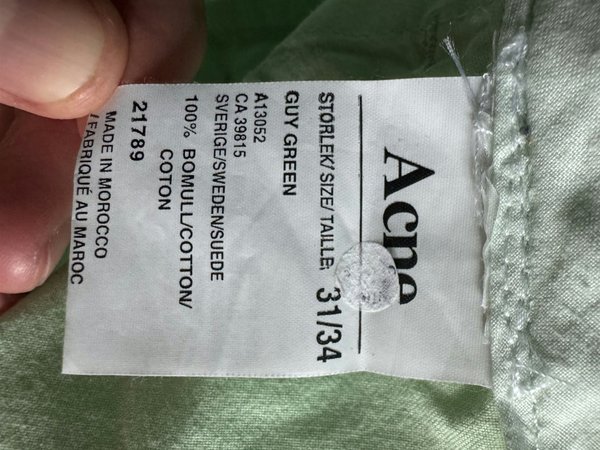 Acne
STORLEK/ SIZE/ TAILLE: 31/34
GUY GREEN
A13052
CA 39815
SVERIGE/SWEDEN/SUEDE
100% BOMULL/COTTON/
COTON
21789
MADE IN MOROCCO
/ FABRIQUÉ AU MAROC